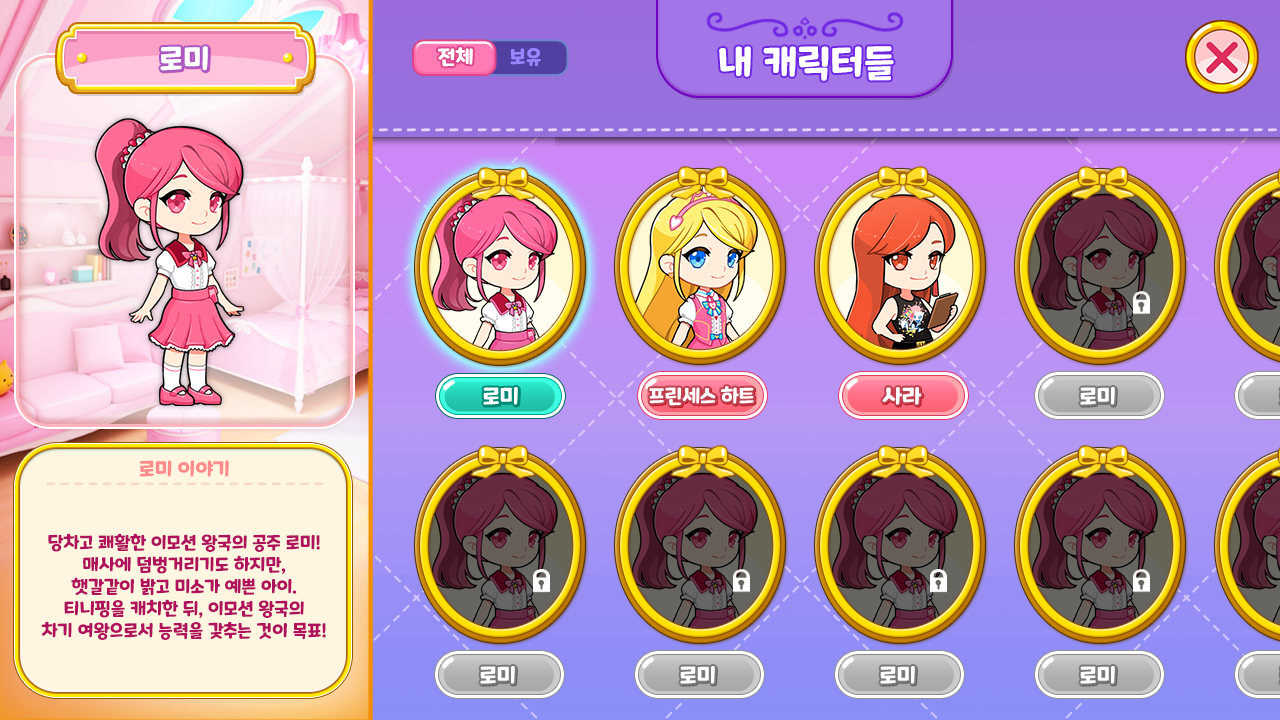 로미
전체
보유
내 캐릭터들
로미
프린세스 하트
사라
로미
로미
로미
로미
로미
로미 이야기
당차고 쾌활한 이모션 왕국의 공주 로미!
매사에 덤벙거리기도 하지만,
햇갈같이 밝고 미소가 예쁜 아이.
티니핑을 캐치한 뒤, 이모션 왕국의
차기 여왕으로서 능력을 갖추는 것이 목표!